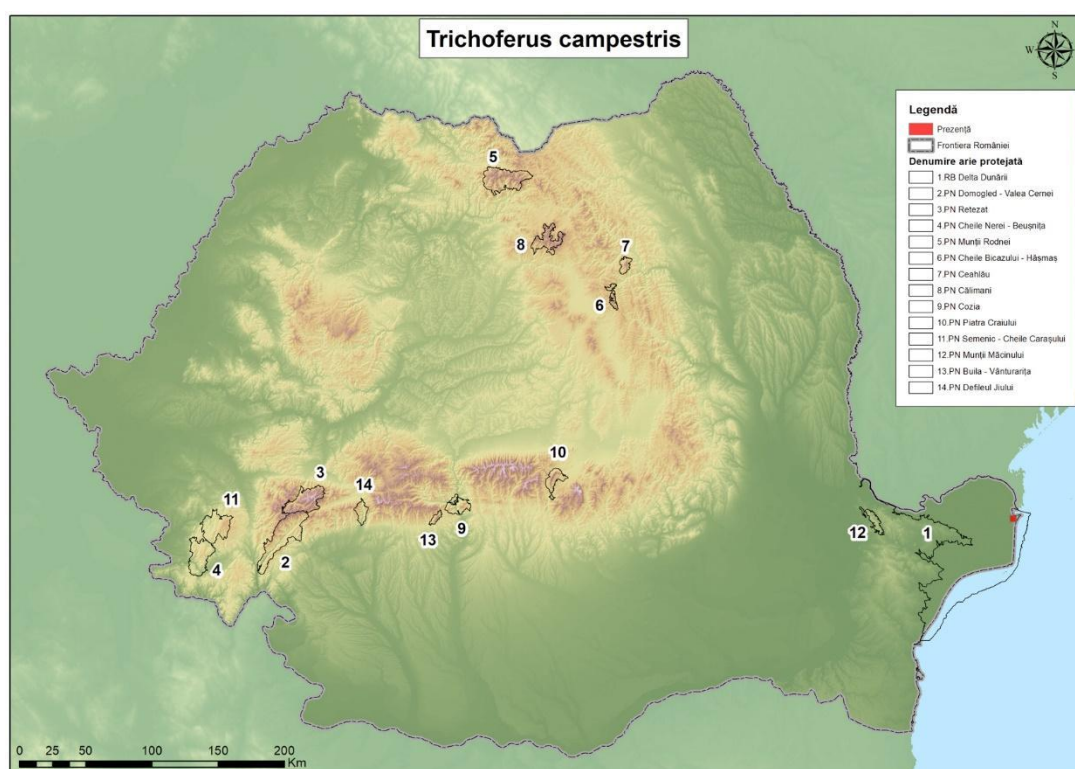 Trichoferus campestris
N
W
E
S
Legendă
Prezență
Frontiera României
Denumire arie protejată
1.RB Delta Dunării
2.PN Domogled - Valea Cernei
3.PN Retezat
4.PN Cheile Nerei - Beușnița
5.PN Munții Rodnei
6.PN Cheile Bicazului - Hășmaș
7.PN Ceahlău
8.PN Călimani
9.PN Cozia
10.PN Piatra Craiului
11.PN Semenic - Cheile Carașului
12.PN Munții Măcinului
13.PN Buila - Vânturarița
14.PN Defileul Jiului
5
8
7
6
10
3
14
11
9
13
12
1
2
4
0 25 50 100 150 200
Km